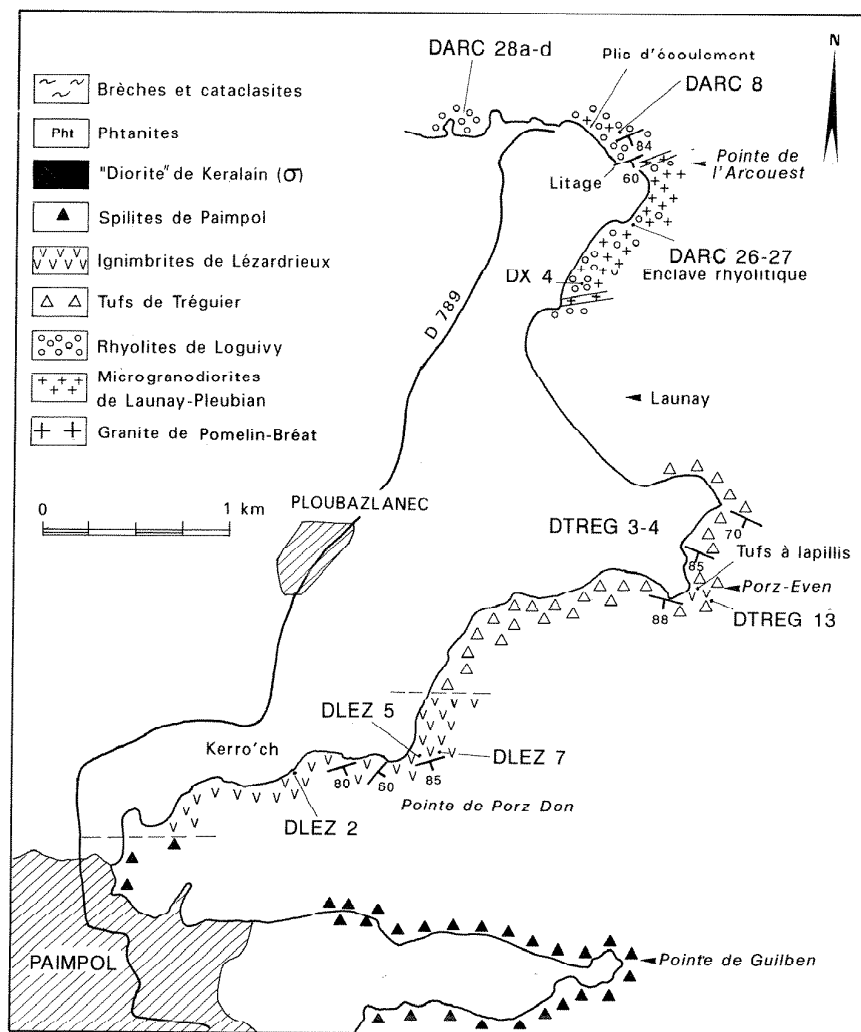 DARC 28a-d
Plis d'écoulement
DARC 8
N
Brèches et cataclasites
Pht
Phtanites
"Diorite" de Keralain (σ)
Spilites de Paimpol
Ignimbrites de Lézardrieux
Tufs de Tréguier
Rhyolites de Loguivy
Microgranodiorites
de Launay-Pleubian
Granite de Pomelin-Bréat
0
1 km
84
60
Litage
Pointe de
l'Arcouest
DARC 26-27
Enclave rhyolitique
DX 4
D 789
Launay
PLOUBAZLANEC
DTREG 3-4
70
85
Tufs à lapillis
Porz-Even
88
DTREG 13
DLEZ 5
Kerro'ch
DLEZ 7
80
60
85
Pointe de Porz Don
DLEZ 2
PAIMPOL
Pointe de Guilben